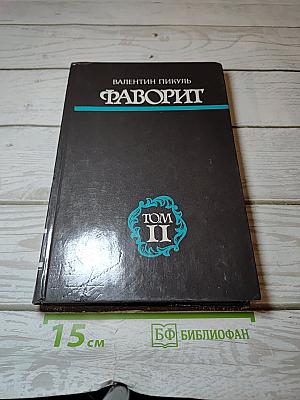 ВАЛЕНТИН ПИКУЛЬ
ФАВОРИТ
ТОМ
II
15 см
БФ БИБЛИОФАН